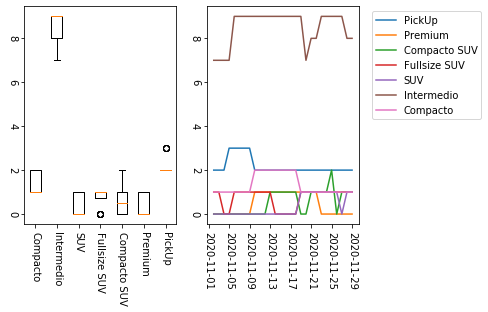 8
6
4
2
0
Compacto
Intermedio
SUV
Fullsize SUV
Compacto SUV
Premium
PickUp
8
6
4
2
0
2020-11-01
2020-11-05
2020-11-09
2020-11-13
2020-11-17
2020-11-21
2020-11-25
2020-11-29
PickUp
Premium
Compacto SUV
Fullsize SUV
SUV
Intermedio
Compacto